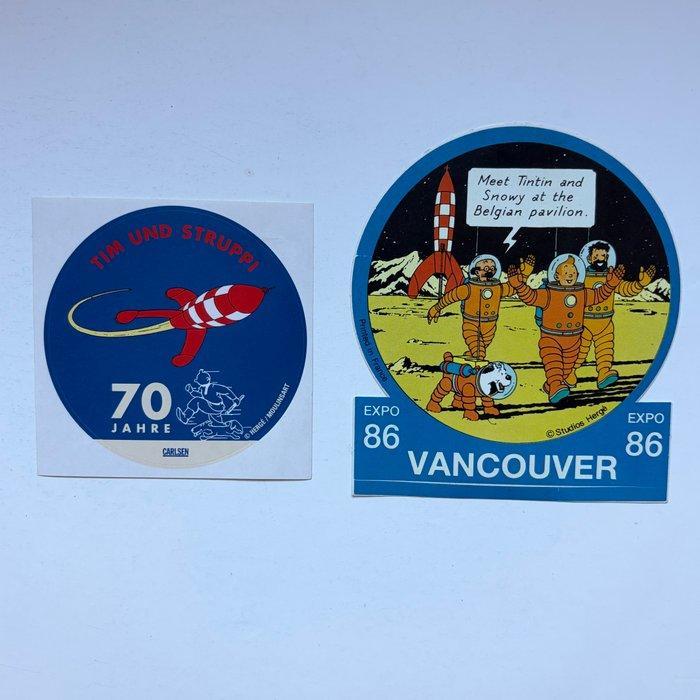 TIM UND STRUPPI
70
JAHRE
© HERGÉ / MOULINSART
CARLSEN
Meet Tintin and
Snowy at the
Belgian pavilion.
Printed in France
© Studios Hergé
EXPO
86
EXPO
86
VANCOUVER